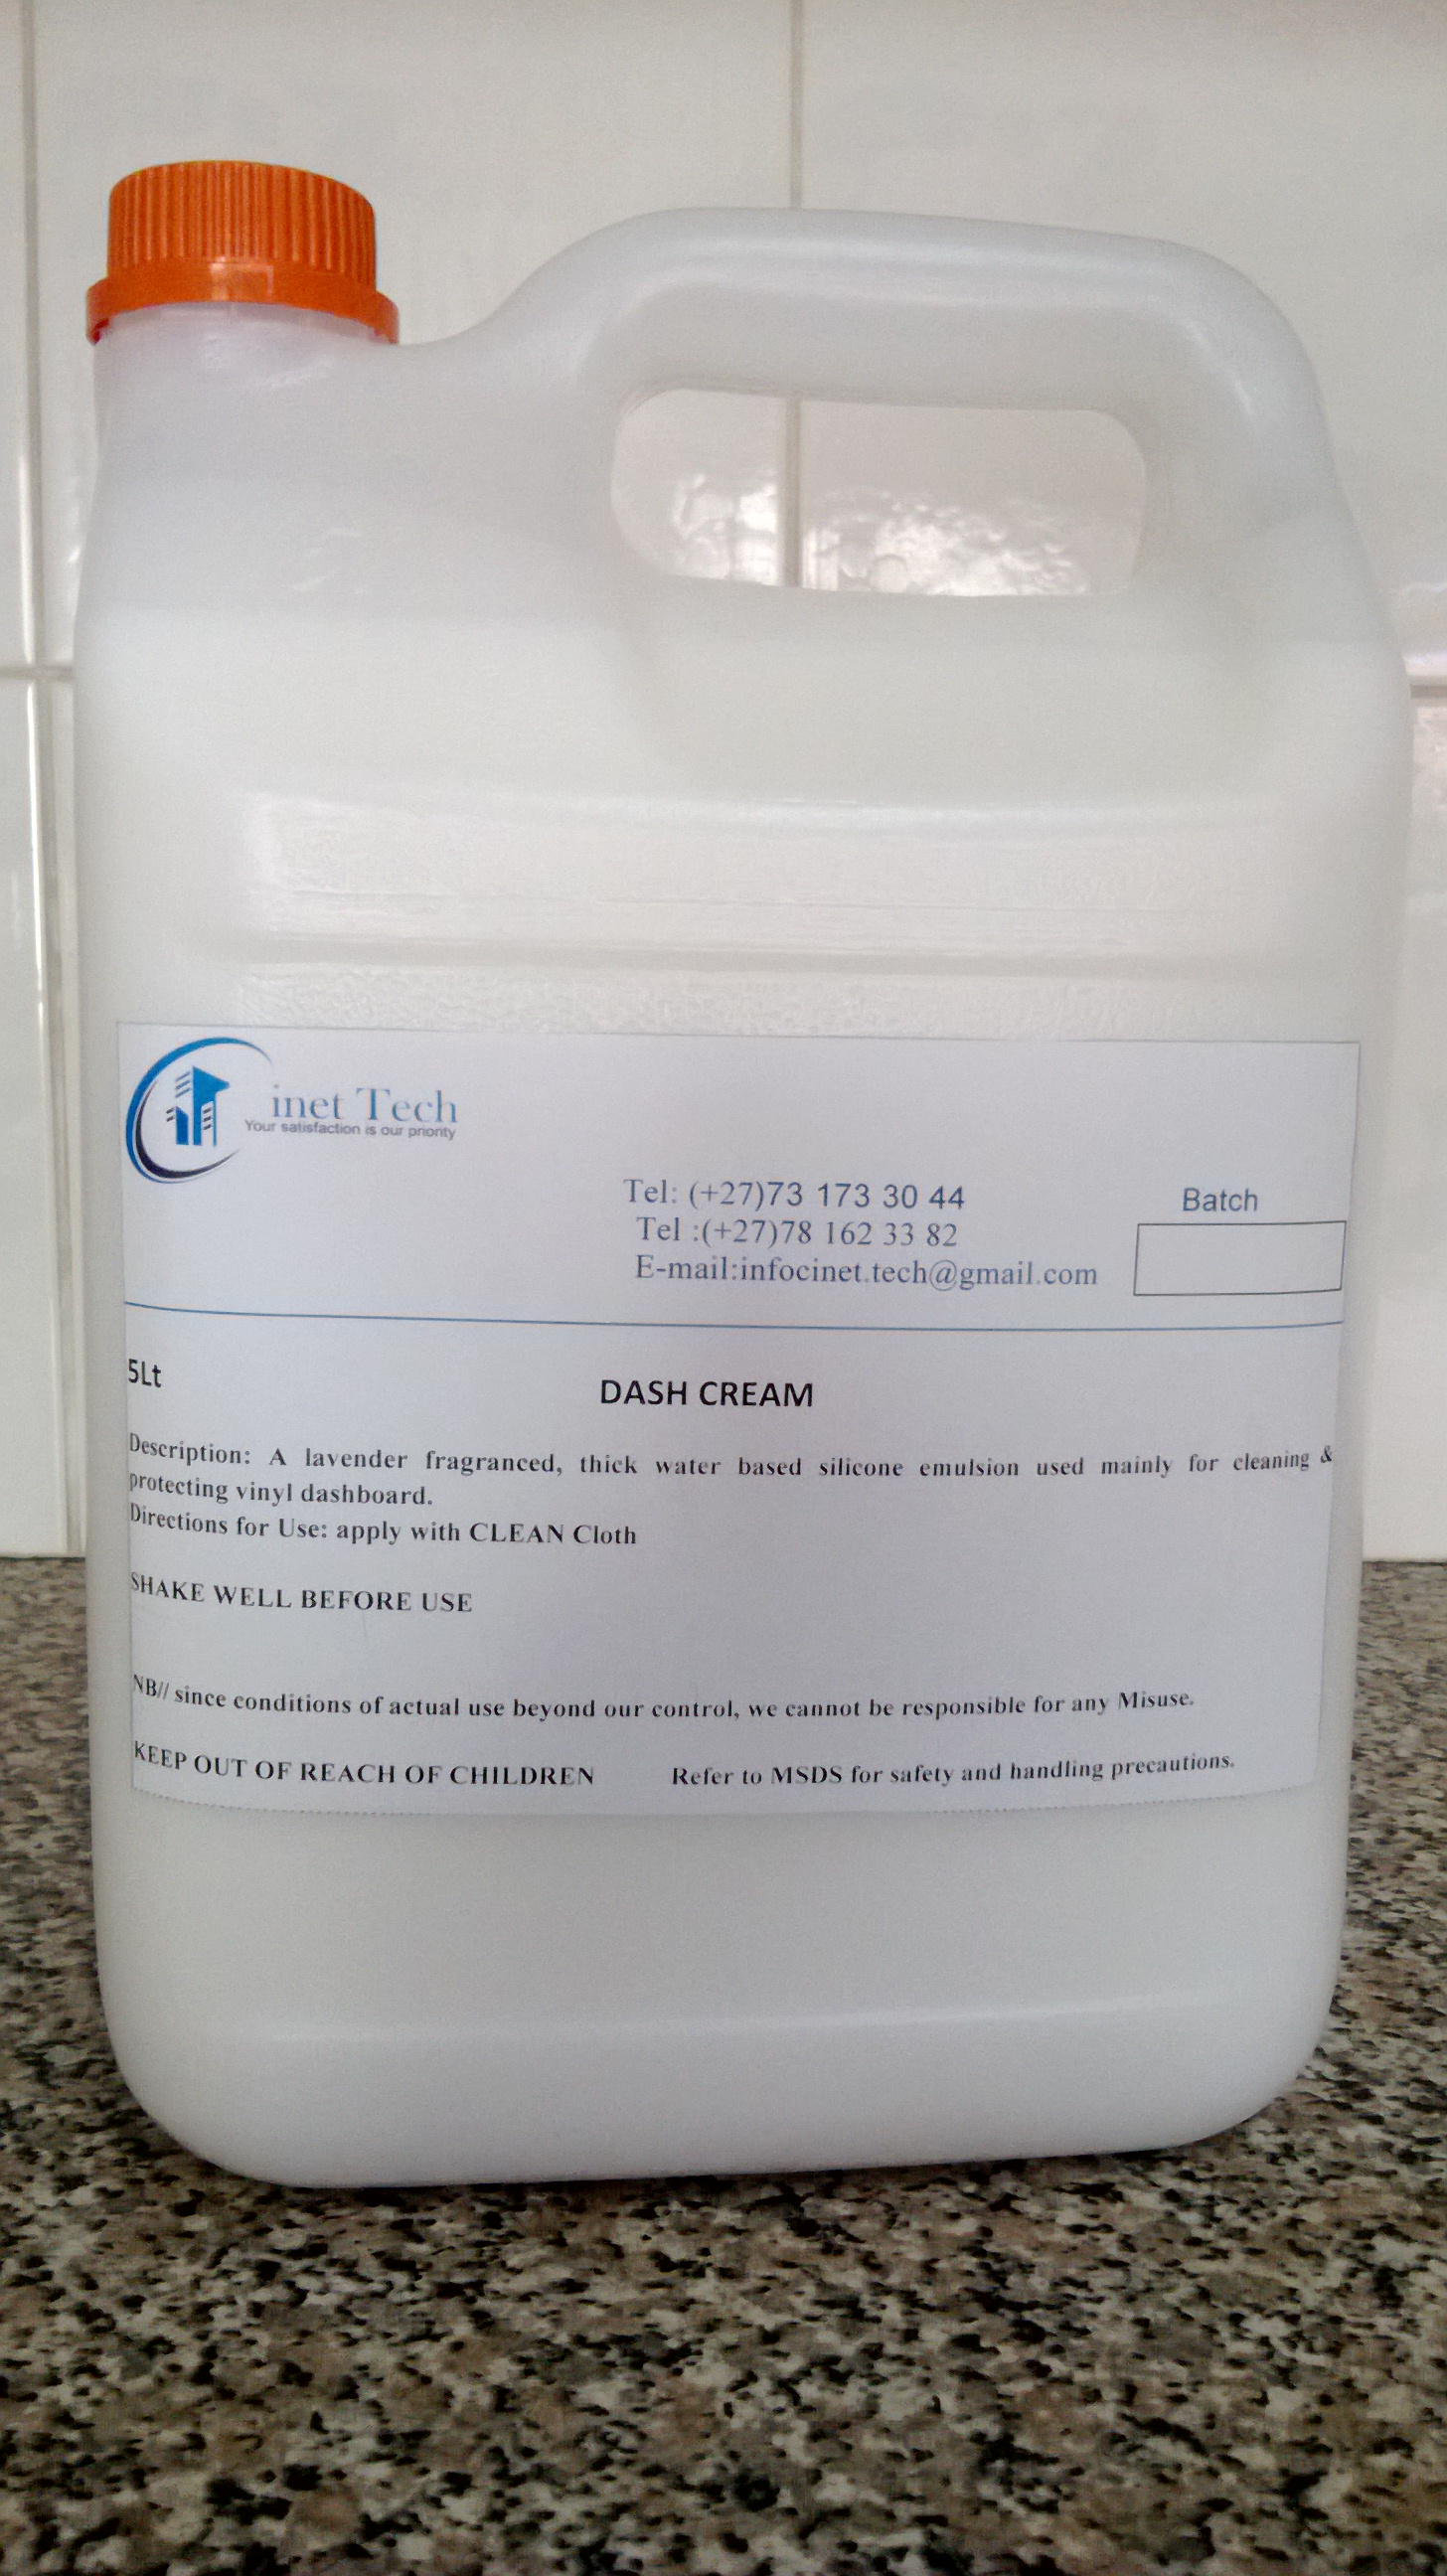 inet Tech
Your satisfaction is our priority
Tel: (+27)73 173 30 44
Tel :(+27)78 162 33 82
E-mail:infocinet.tech@gmail.com
Batch
5Lt
DASH CREAM
Description: A lavender fragranced, thick water based silicone emulsion used mainly for cleaning &
protecting vinyl dashboard.
Directions for Use: apply with CLEAN Cloth
SHAKE WELL BEFORE USE
NB// since conditions of actual use beyond our control, we cannot be responsible for any Misuse.
KEEP OUT OF REACH OF CHILDREN Refer to MSDS for safety and handling precautions.